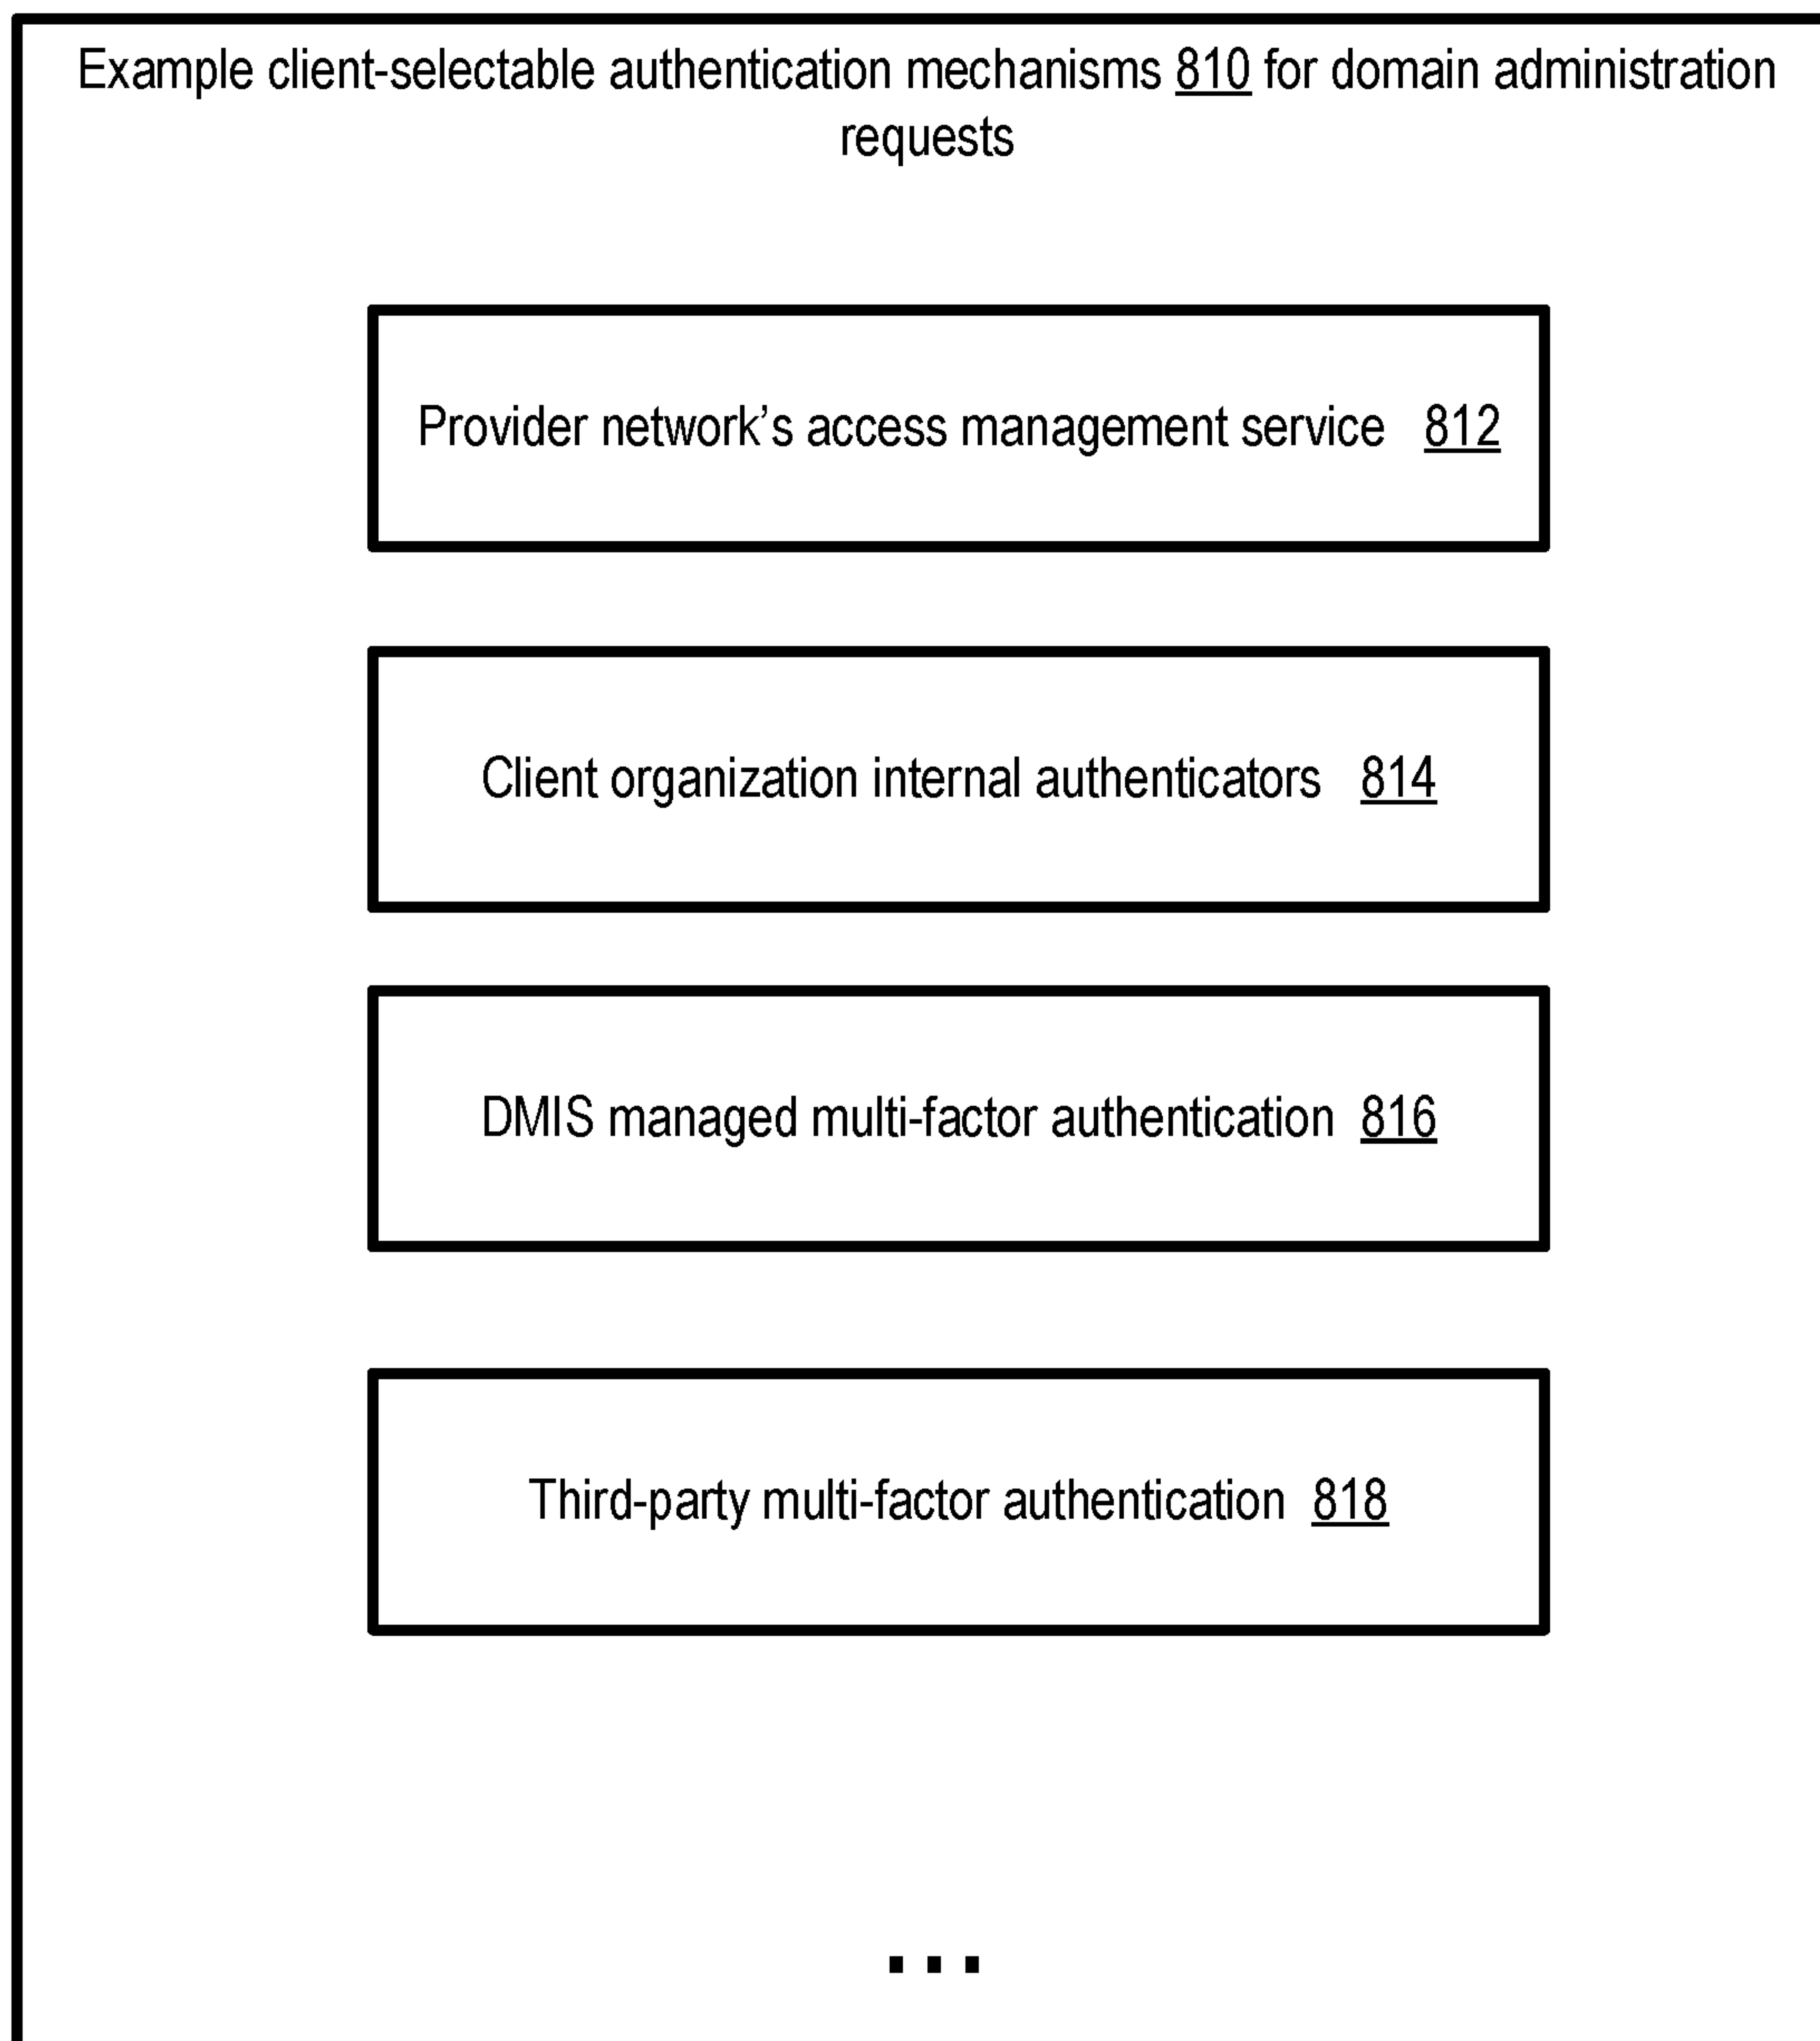 Example client-selectable authentication mechanisms 810 for domain administration
requests
Provider network’s access management service 812
Client organization internal authenticators 814
DMIS managed multi-factor authentication 816
Third-party multi-factor authentication 818
...